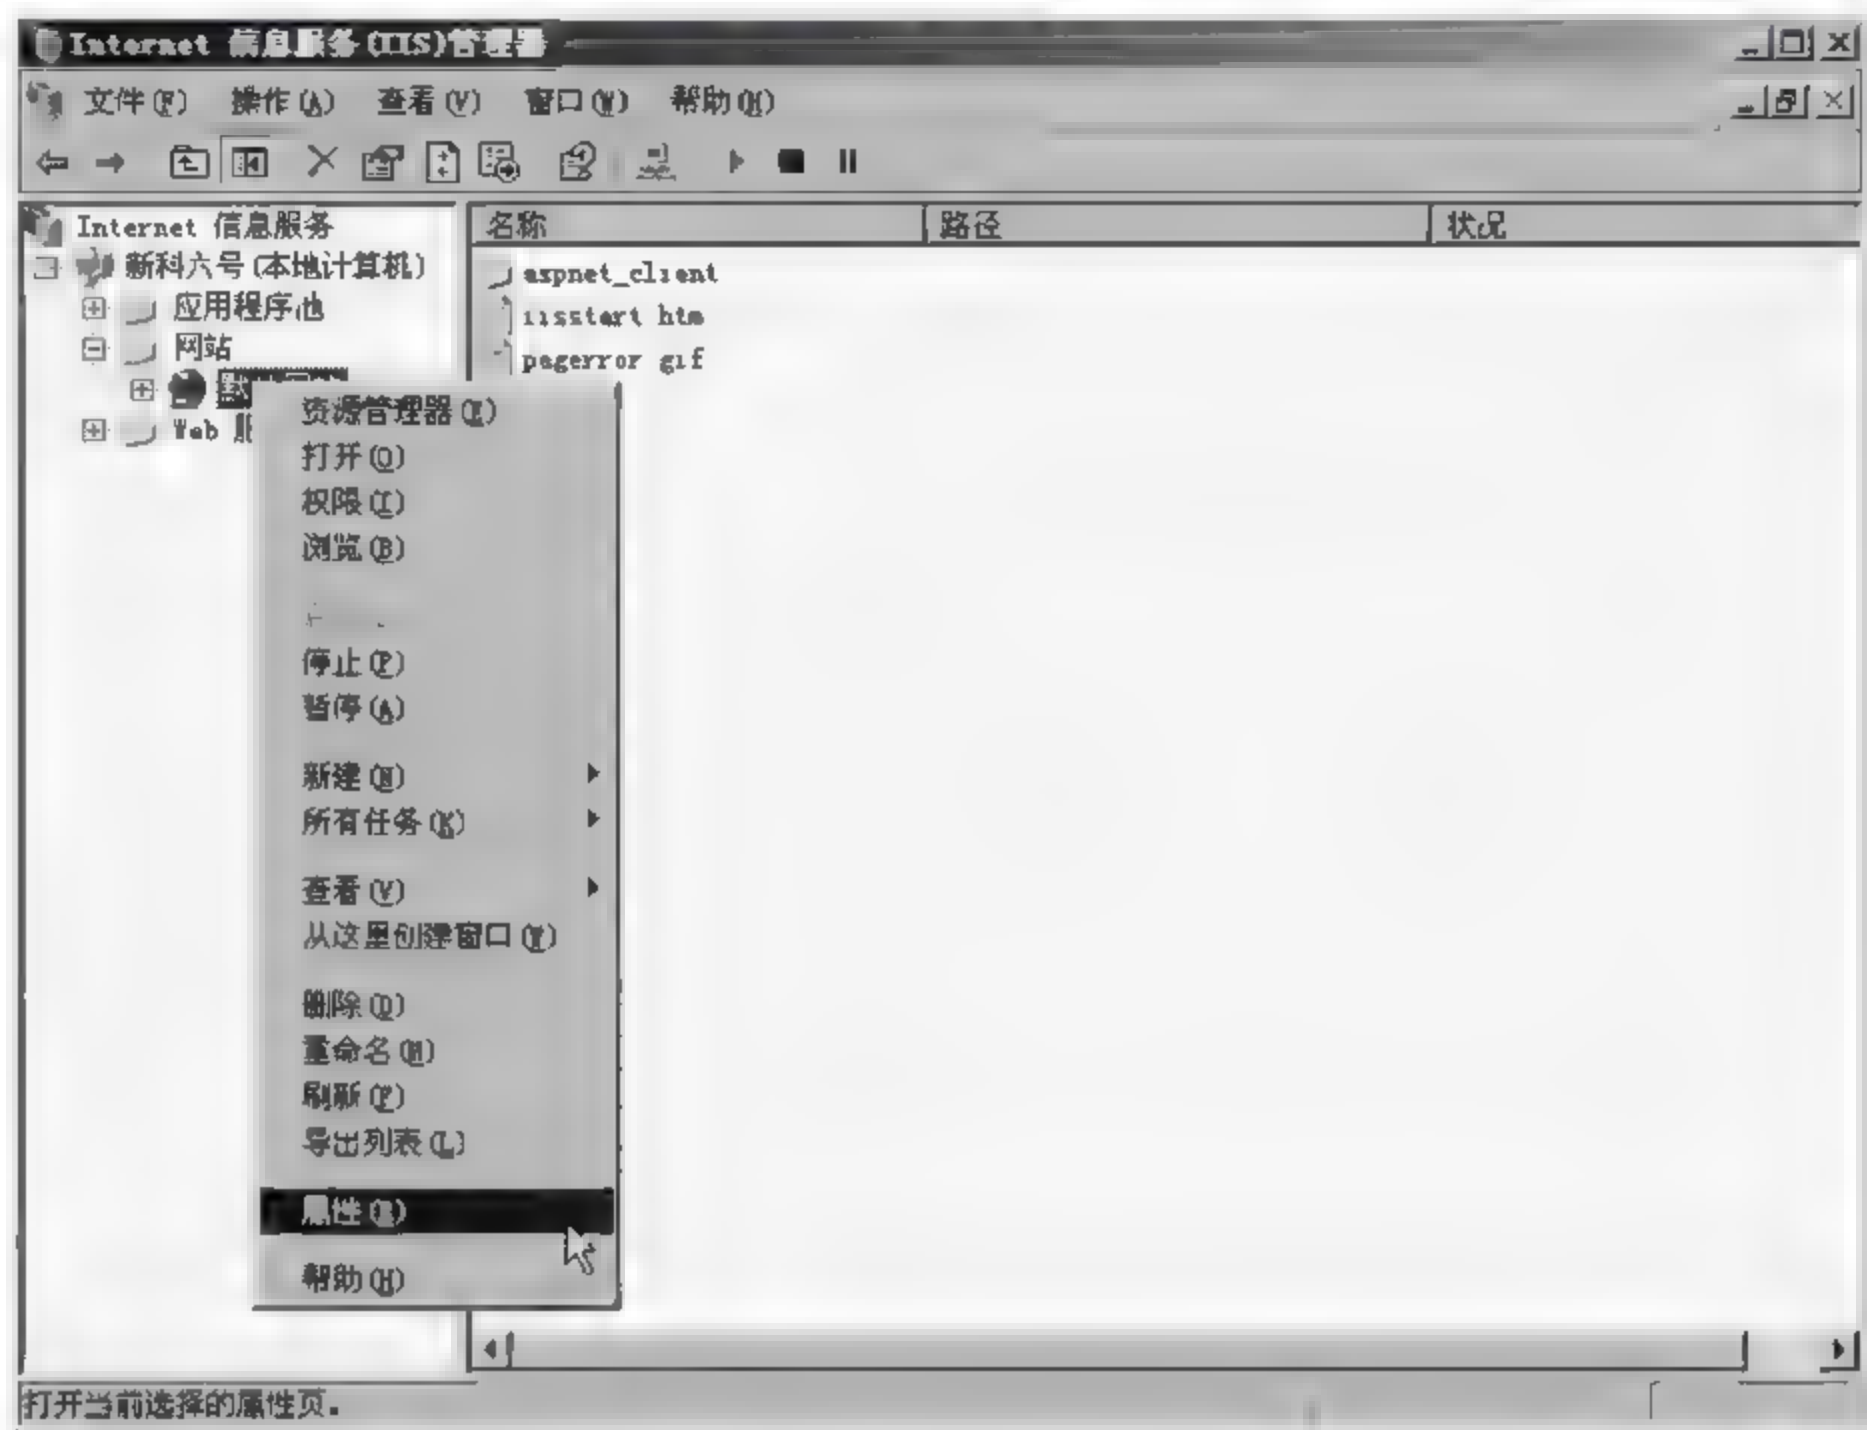 Internet 信息服务(IIS)管理器
文件(F) 操作(A) 查看(V) 窗口(W) 帮助(H)
名称 路径 状况
Internet 信息服务
新科六号(本地计算机)
应用程序池
网站
Web
aspnet_client
iisstart htm
pagerror gif
资源管理器(E)
打开(O)
权限(I)
浏览(B)
停止(P)
暂停(A)
新建(N)
所有任务(K)
查看(V)
从这里创建窗口(W)
删除(D)
重命名(M)
刷新(F)
导出列表(L)
属性(R)
帮助(H)
打开当前选择的属性页。